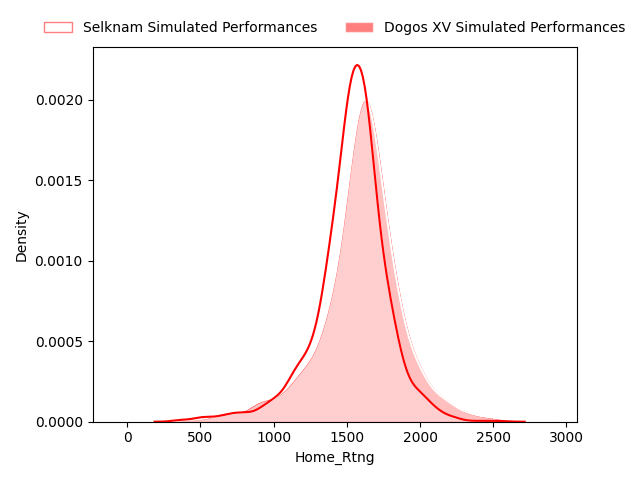 Selknam Simulated Performances Dogos XV Simulated Performances
0.0020
0.0015
0.0010
0.0005
0.0000
Density
0 500 1000 1500 2000 2500 3000
Home_Rtng